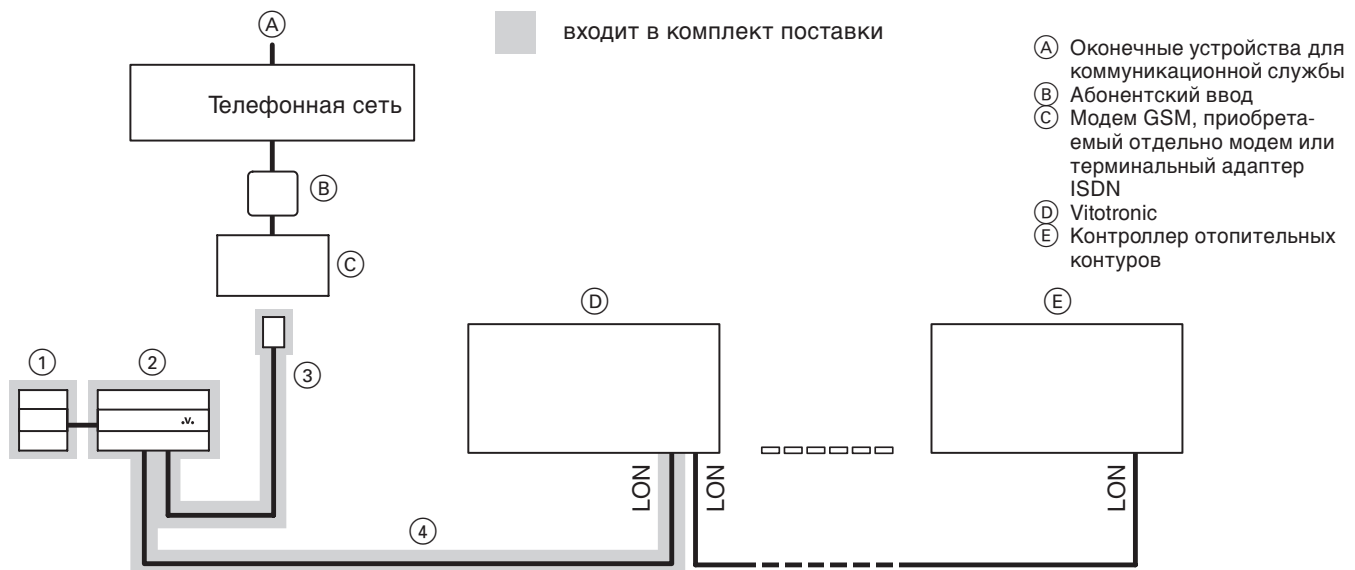 A
входит в комплект поставки
Телефонная сеть
A Оконечные устройства для
коммуникационной службы
B Абонентский ввод
C Модем GSM, приобрета-
емый отдельно модем или
терминальный адаптер
ISDN
D Vitotronic
E Контроллер отопительных
контуров
B
C
D
E
1
2
3
.v.
LON
LON
LON
4